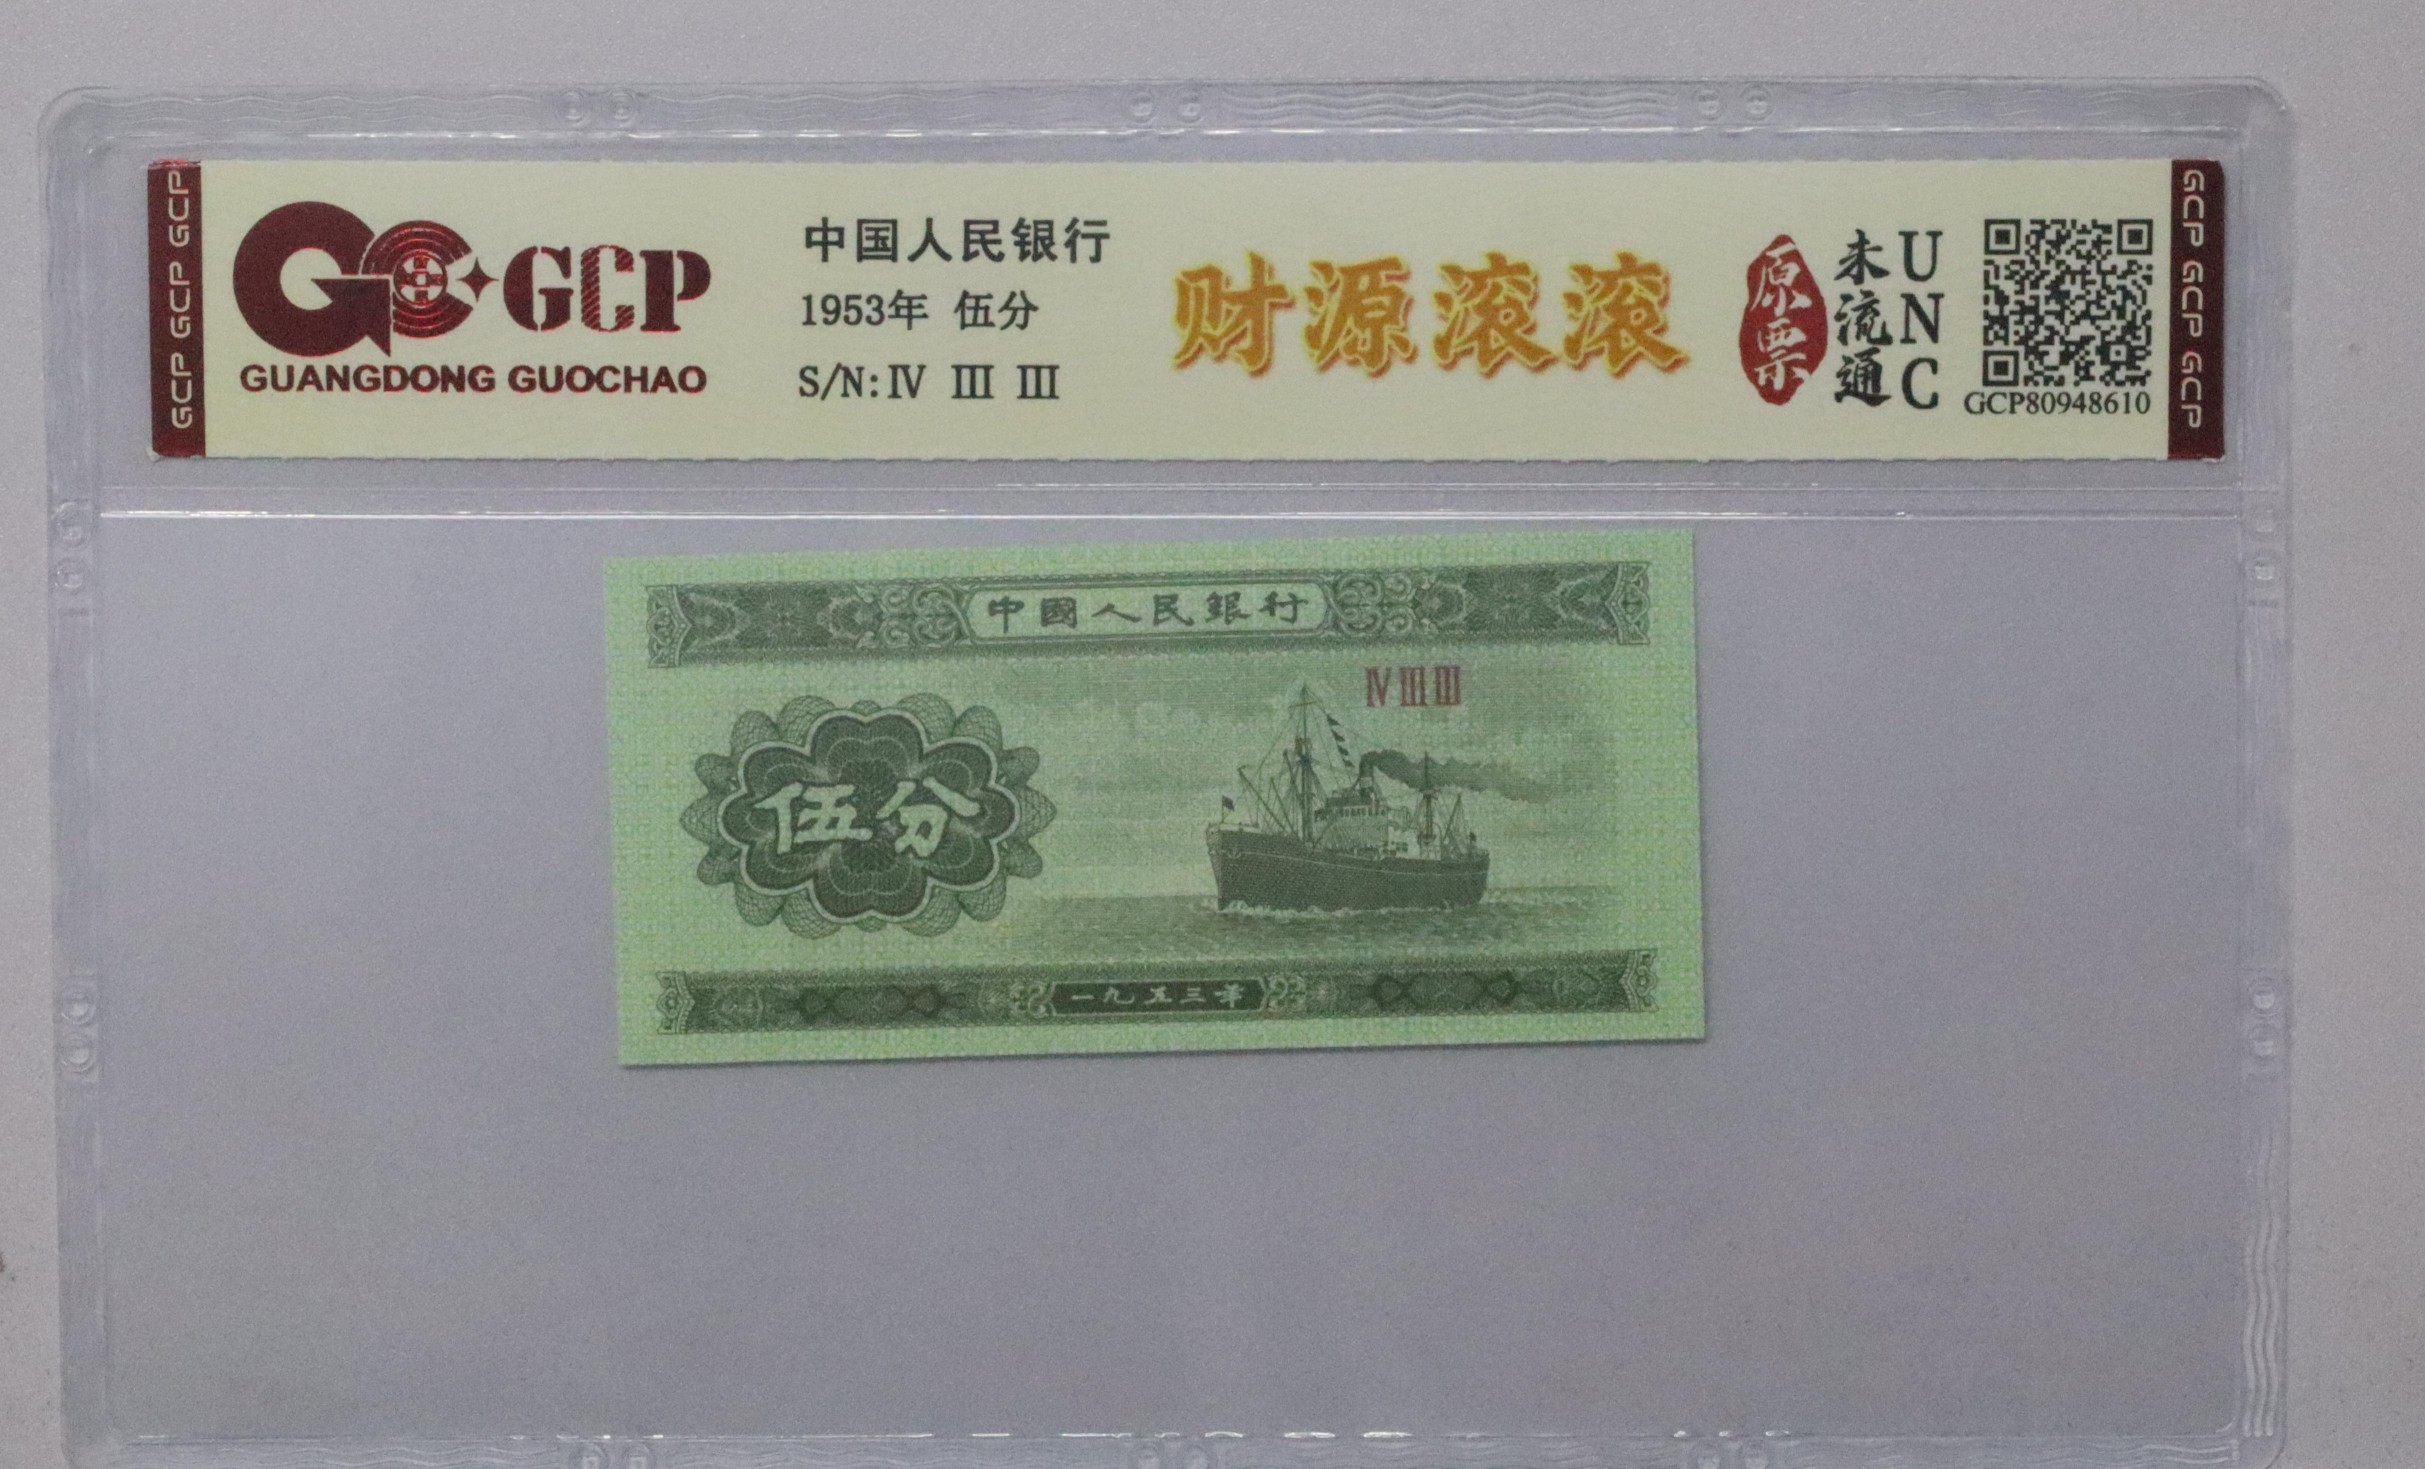 GCP GCP GCP
GC GCP
GUANGDONG GUOCHAO
中国人民银行
1953年 伍分
S/N: IV III III
财源滚滚
原票
未流通
UNC
GCP80948610
GCP GCP GCP
中國人民銀行
IV III III
伍分
一九五三年